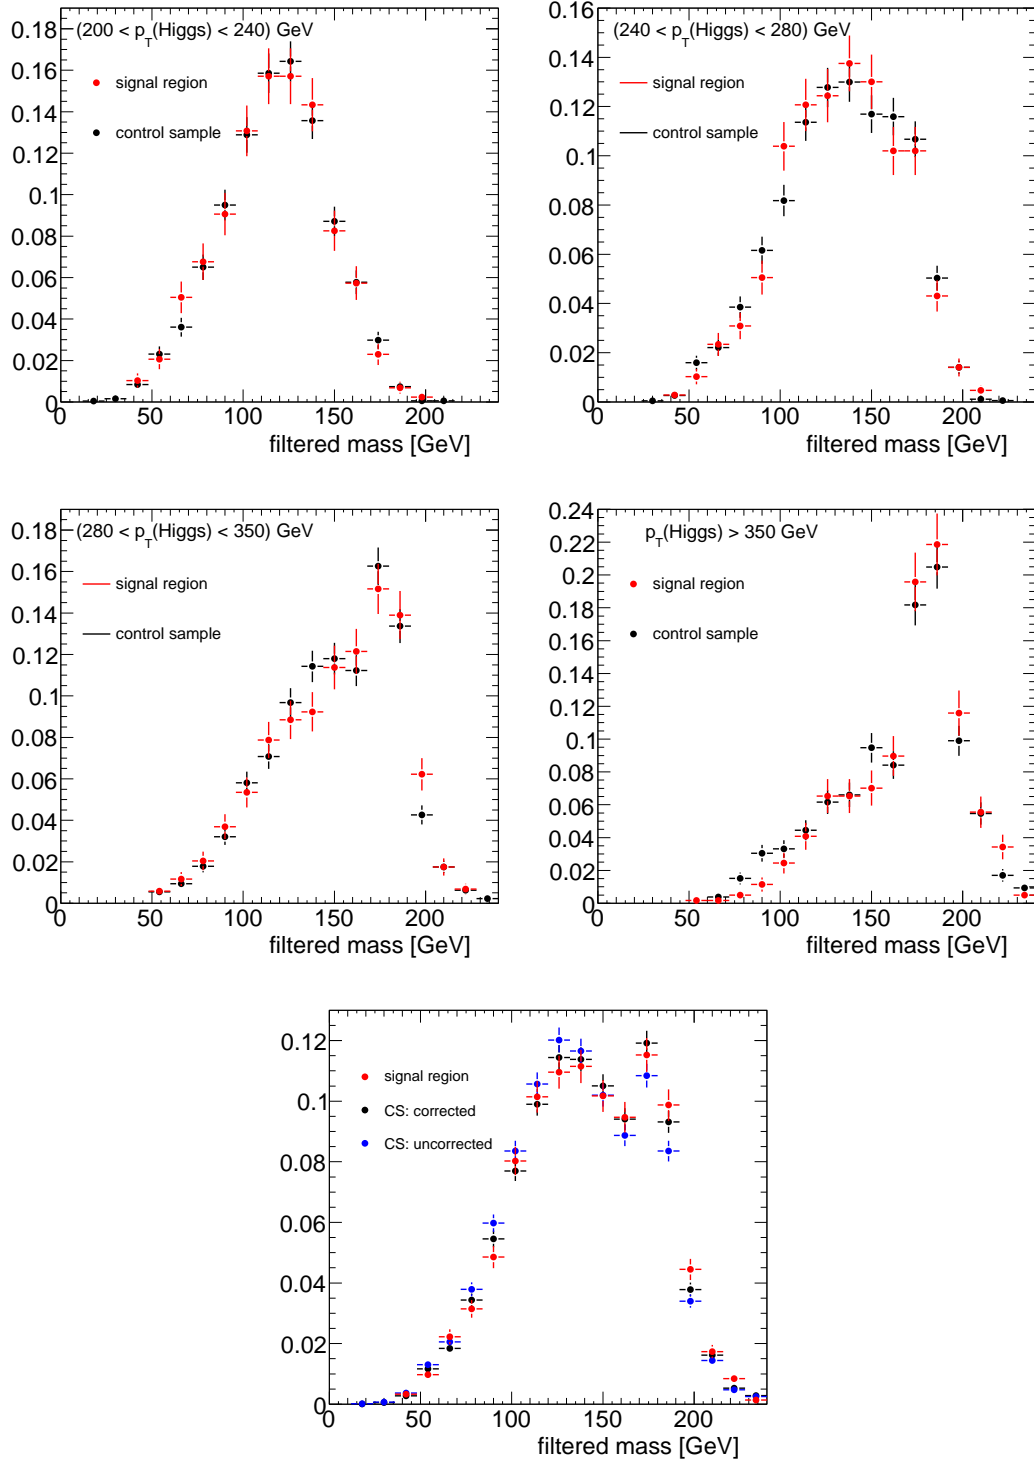 (200 < p_T(Higgs) < 240) GeV
signal region
control sample
0.18
0.16
0.14
0.12
0.1
0.08
0.06
0.04
0.02
0
0 50 100 150 200
filtered mass [GeV]
(240 < p_T(Higgs) < 280) GeV
signal region
control sample
0.16
0.14
0.12
0.1
0.08
0.06
0.04
0.02
0
0 50 100 150 200
filtered mass [GeV]
(280 < p_T(Higgs) < 350) GeV
signal region
control sample
0.18
0.16
0.14
0.12
0.1
0.08
0.06
0.04
0.02
0
0 50 100 150 200
filtered mass [GeV]
p_T(Higgs) > 350 GeV
signal region
control sample
0.24
0.22
0.2
0.18
0.16
0.14
0.12
0.1
0.08
0.06
0.04
0.02
0
0 50 100 150 200
filtered mass [GeV]
signal region
CS: corrected
CS: uncorrected
0.12
0.1
0.08
0.06
0.04
0.02
0
0 50 100 150 200
filtered mass [GeV]